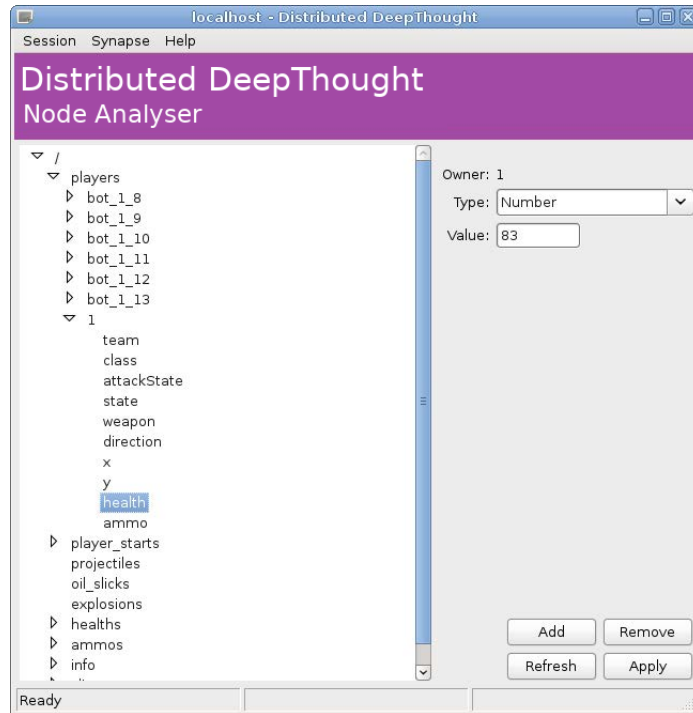 localhost - Distributed DeepThought
Session Synapse Help
Distributed DeepThought
Node Analyser
/
players
bot_1_8
bot_1_9
bot_1_10
bot_1_11
bot_1_12
bot_1_13
1
team
class
attackState
state
weapon
direction
x
y
health
ammo
player_starts
projectiles
oil_slicks
explosions
healths
ammos
info
Owner: 1
Type: Number
Value: 83
Add Remove
Refresh Apply
Ready